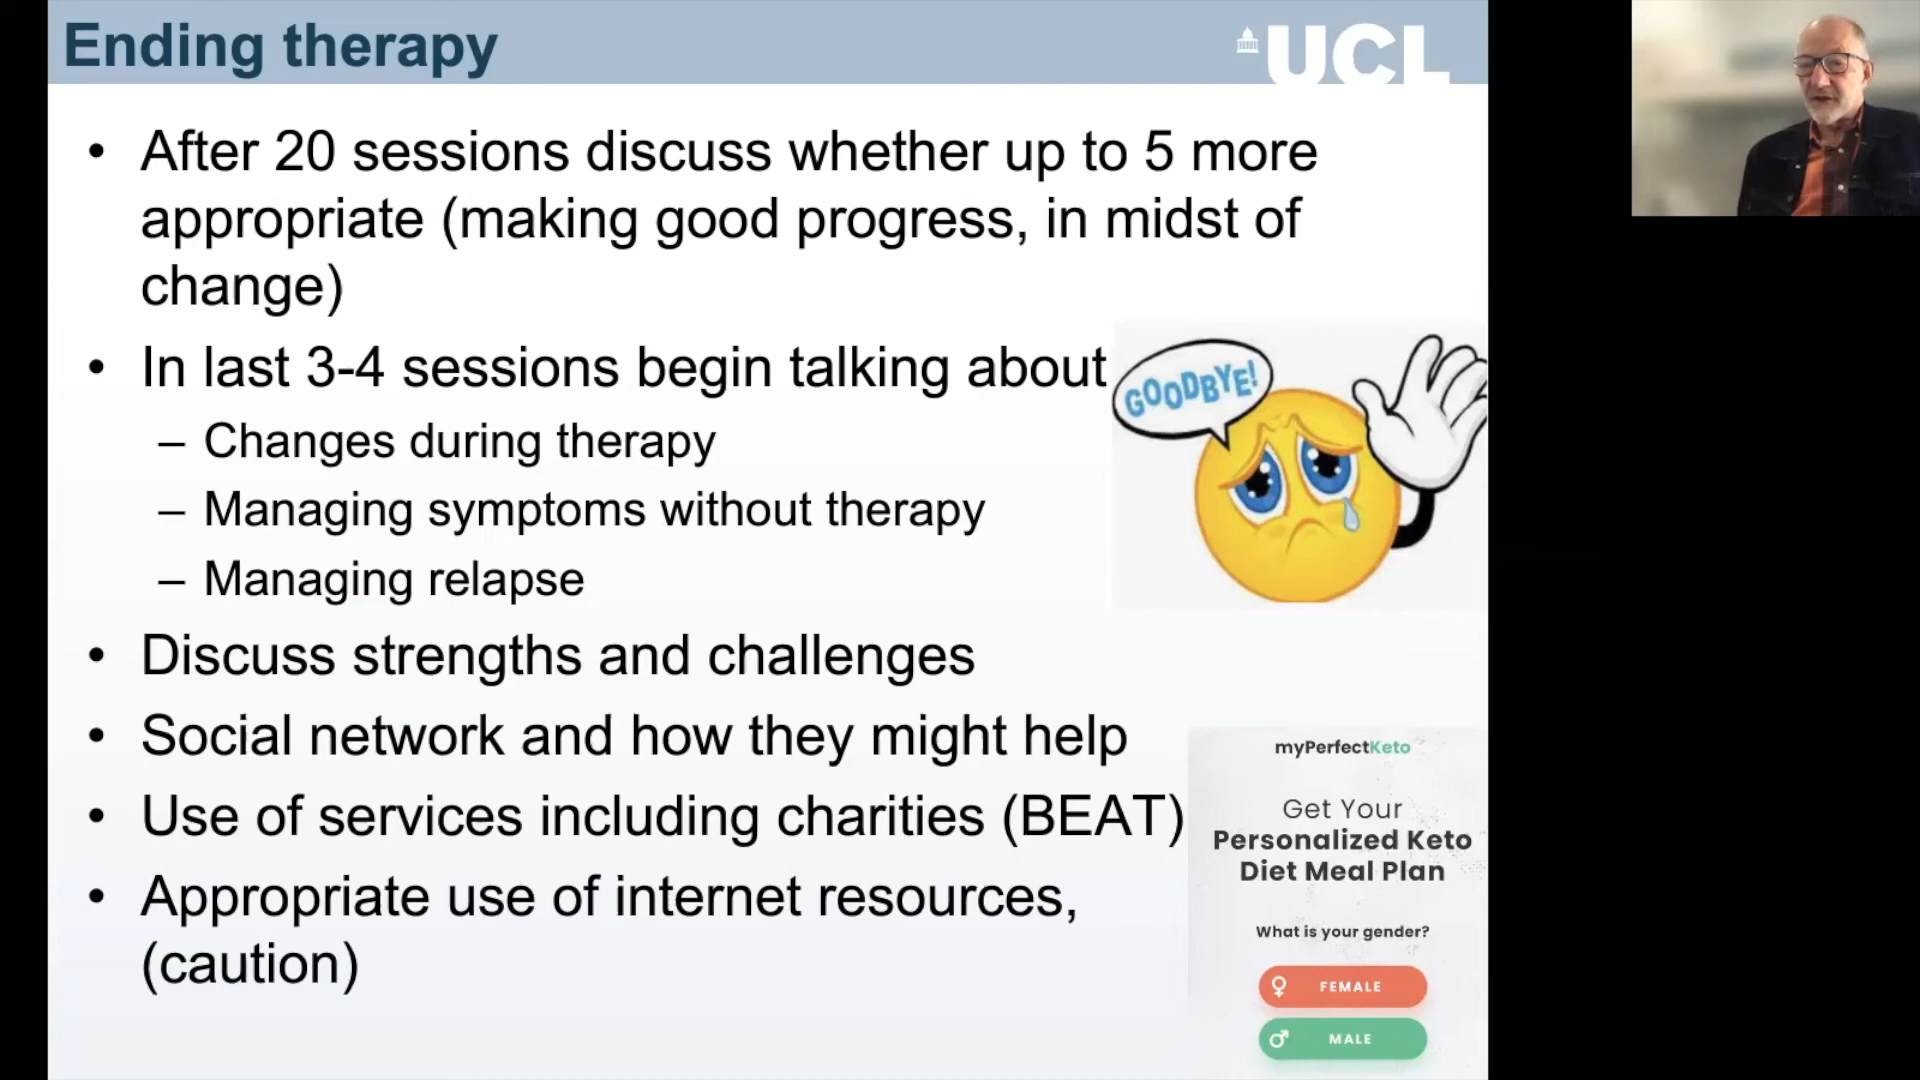 Ending therapy
UCL
• After 20 sessions discuss whether up to 5 more
appropriate (making good progress, in midst of
change)
• In last 3-4 sessions begin talking about
– Changes during therapy
– Managing symptoms without therapy
– Managing relapse
GOODBYE!
• Discuss strengths and challenges
• Social network and how they might help
• Use of services including charities (BEAT)
• Appropriate use of internet resources,
(caution)
myPerfectKeto
Get Your
Personalized Keto
Diet Meal Plan
What is your gender?
FEMALE
MALE